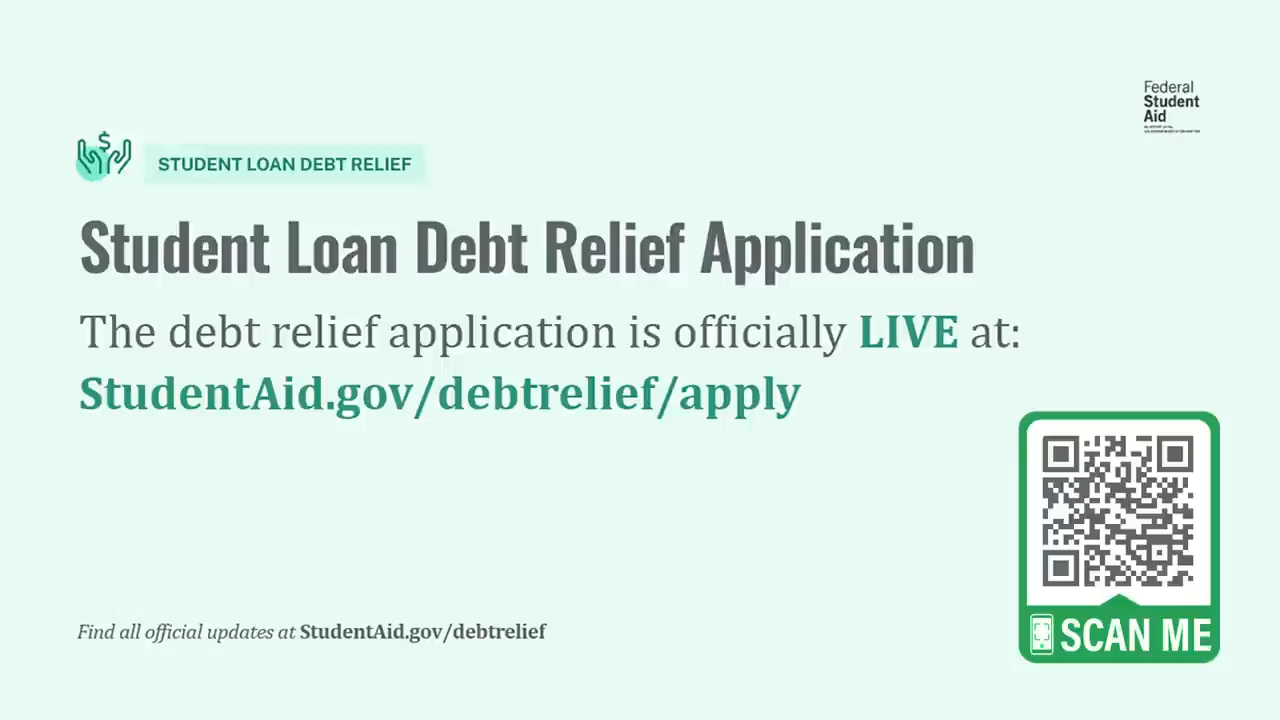 Federal
Student
Aid
STUDENT LOAN DEBT RELIEF
Student Loan Debt Relief Application
The debt relief application is officially LIVE at:
StudentAid.gov/debtrelief/apply
SCAN ME
Find all official updates at StudentAid.gov/debtrelief